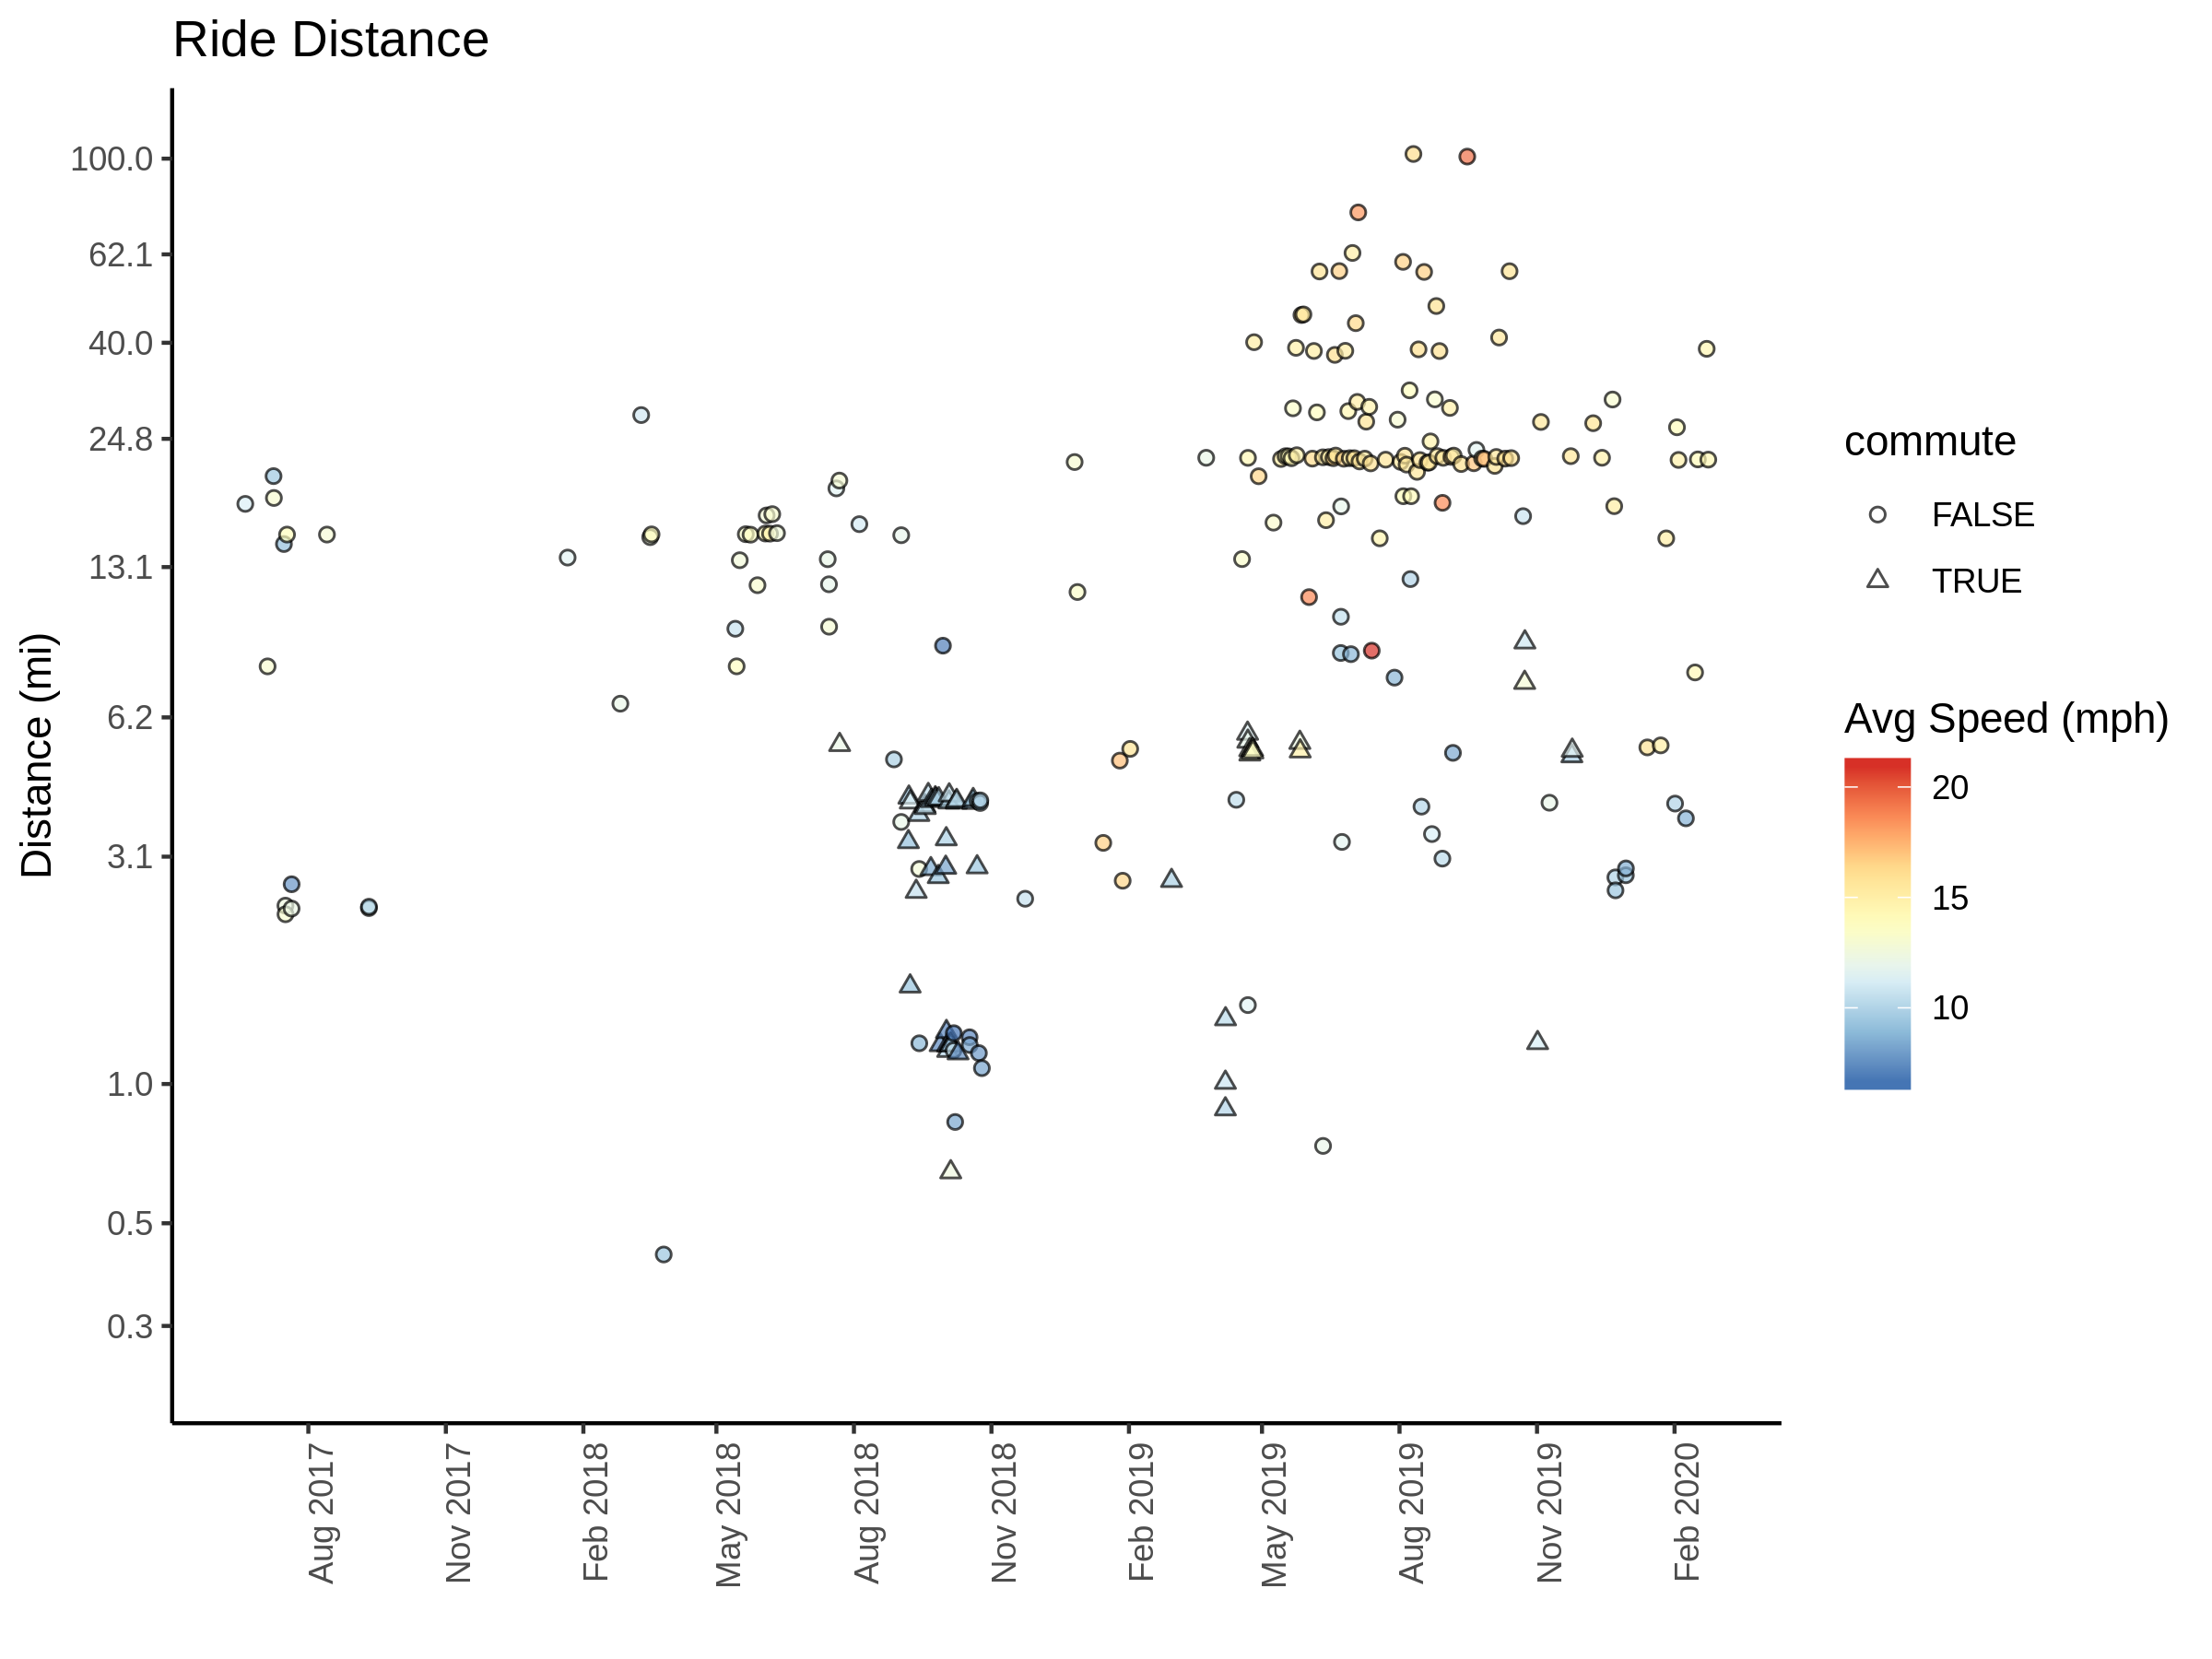 Ride Distance
Distance (mi)
100.0
62.1
40.0
24.8
13.1
6.2
3.1
1.0
0.5
0.3
Aug 2017
Nov 2017
Feb 2018
May 2018
Aug 2018
Nov 2018
Feb 2019
May 2019
Aug 2019
Nov 2019
Feb 2020
commute
FALSE
TRUE
Avg Speed (mph)
20
15
10